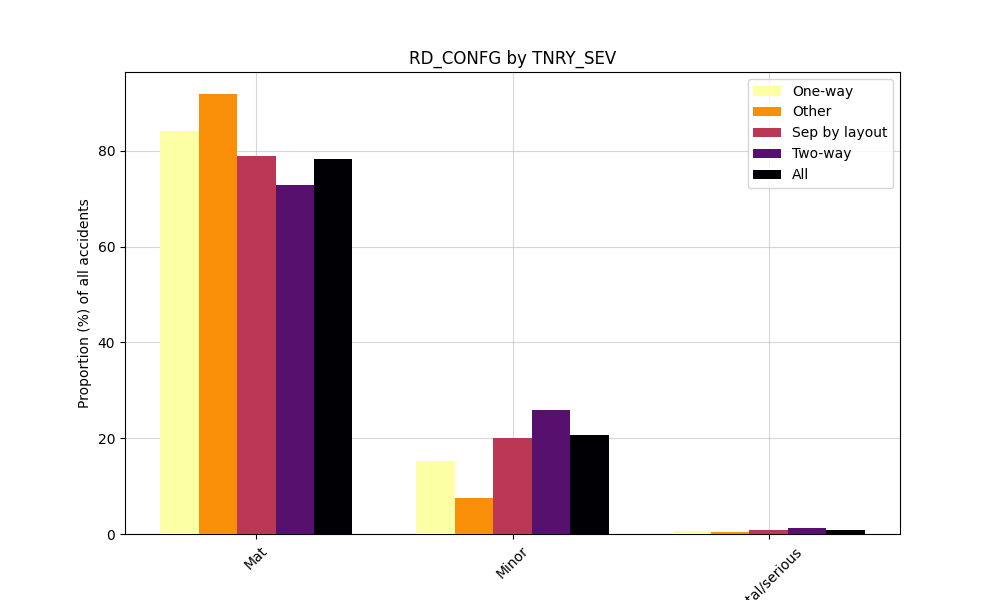 RD_CONFG by TNRY_SEV
One-way
Other
Sep by layout
Two-way
All
Proportion (%) of all accidents
80
60
40
20
0
Mat
Minor
tal/serious